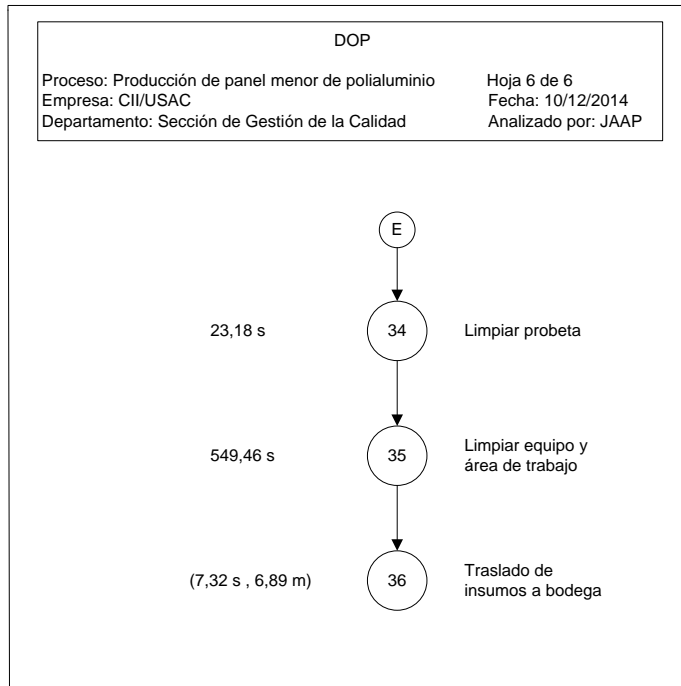 DOP
Proceso: Producción de panel menor de polialuminio Hoja 6 de 6
Empresa: CII/USAC Fecha: 10/12/2014
Departamento: Sección de Gestión de la Calidad Analizado por: JAAP
E
23,18 s 34 Limpiar probeta
549,46 s 35 Limpiar equipo y
área de trabajo
(7,32 s , 6,89 m) 36 Traslado de
insumos a bodega